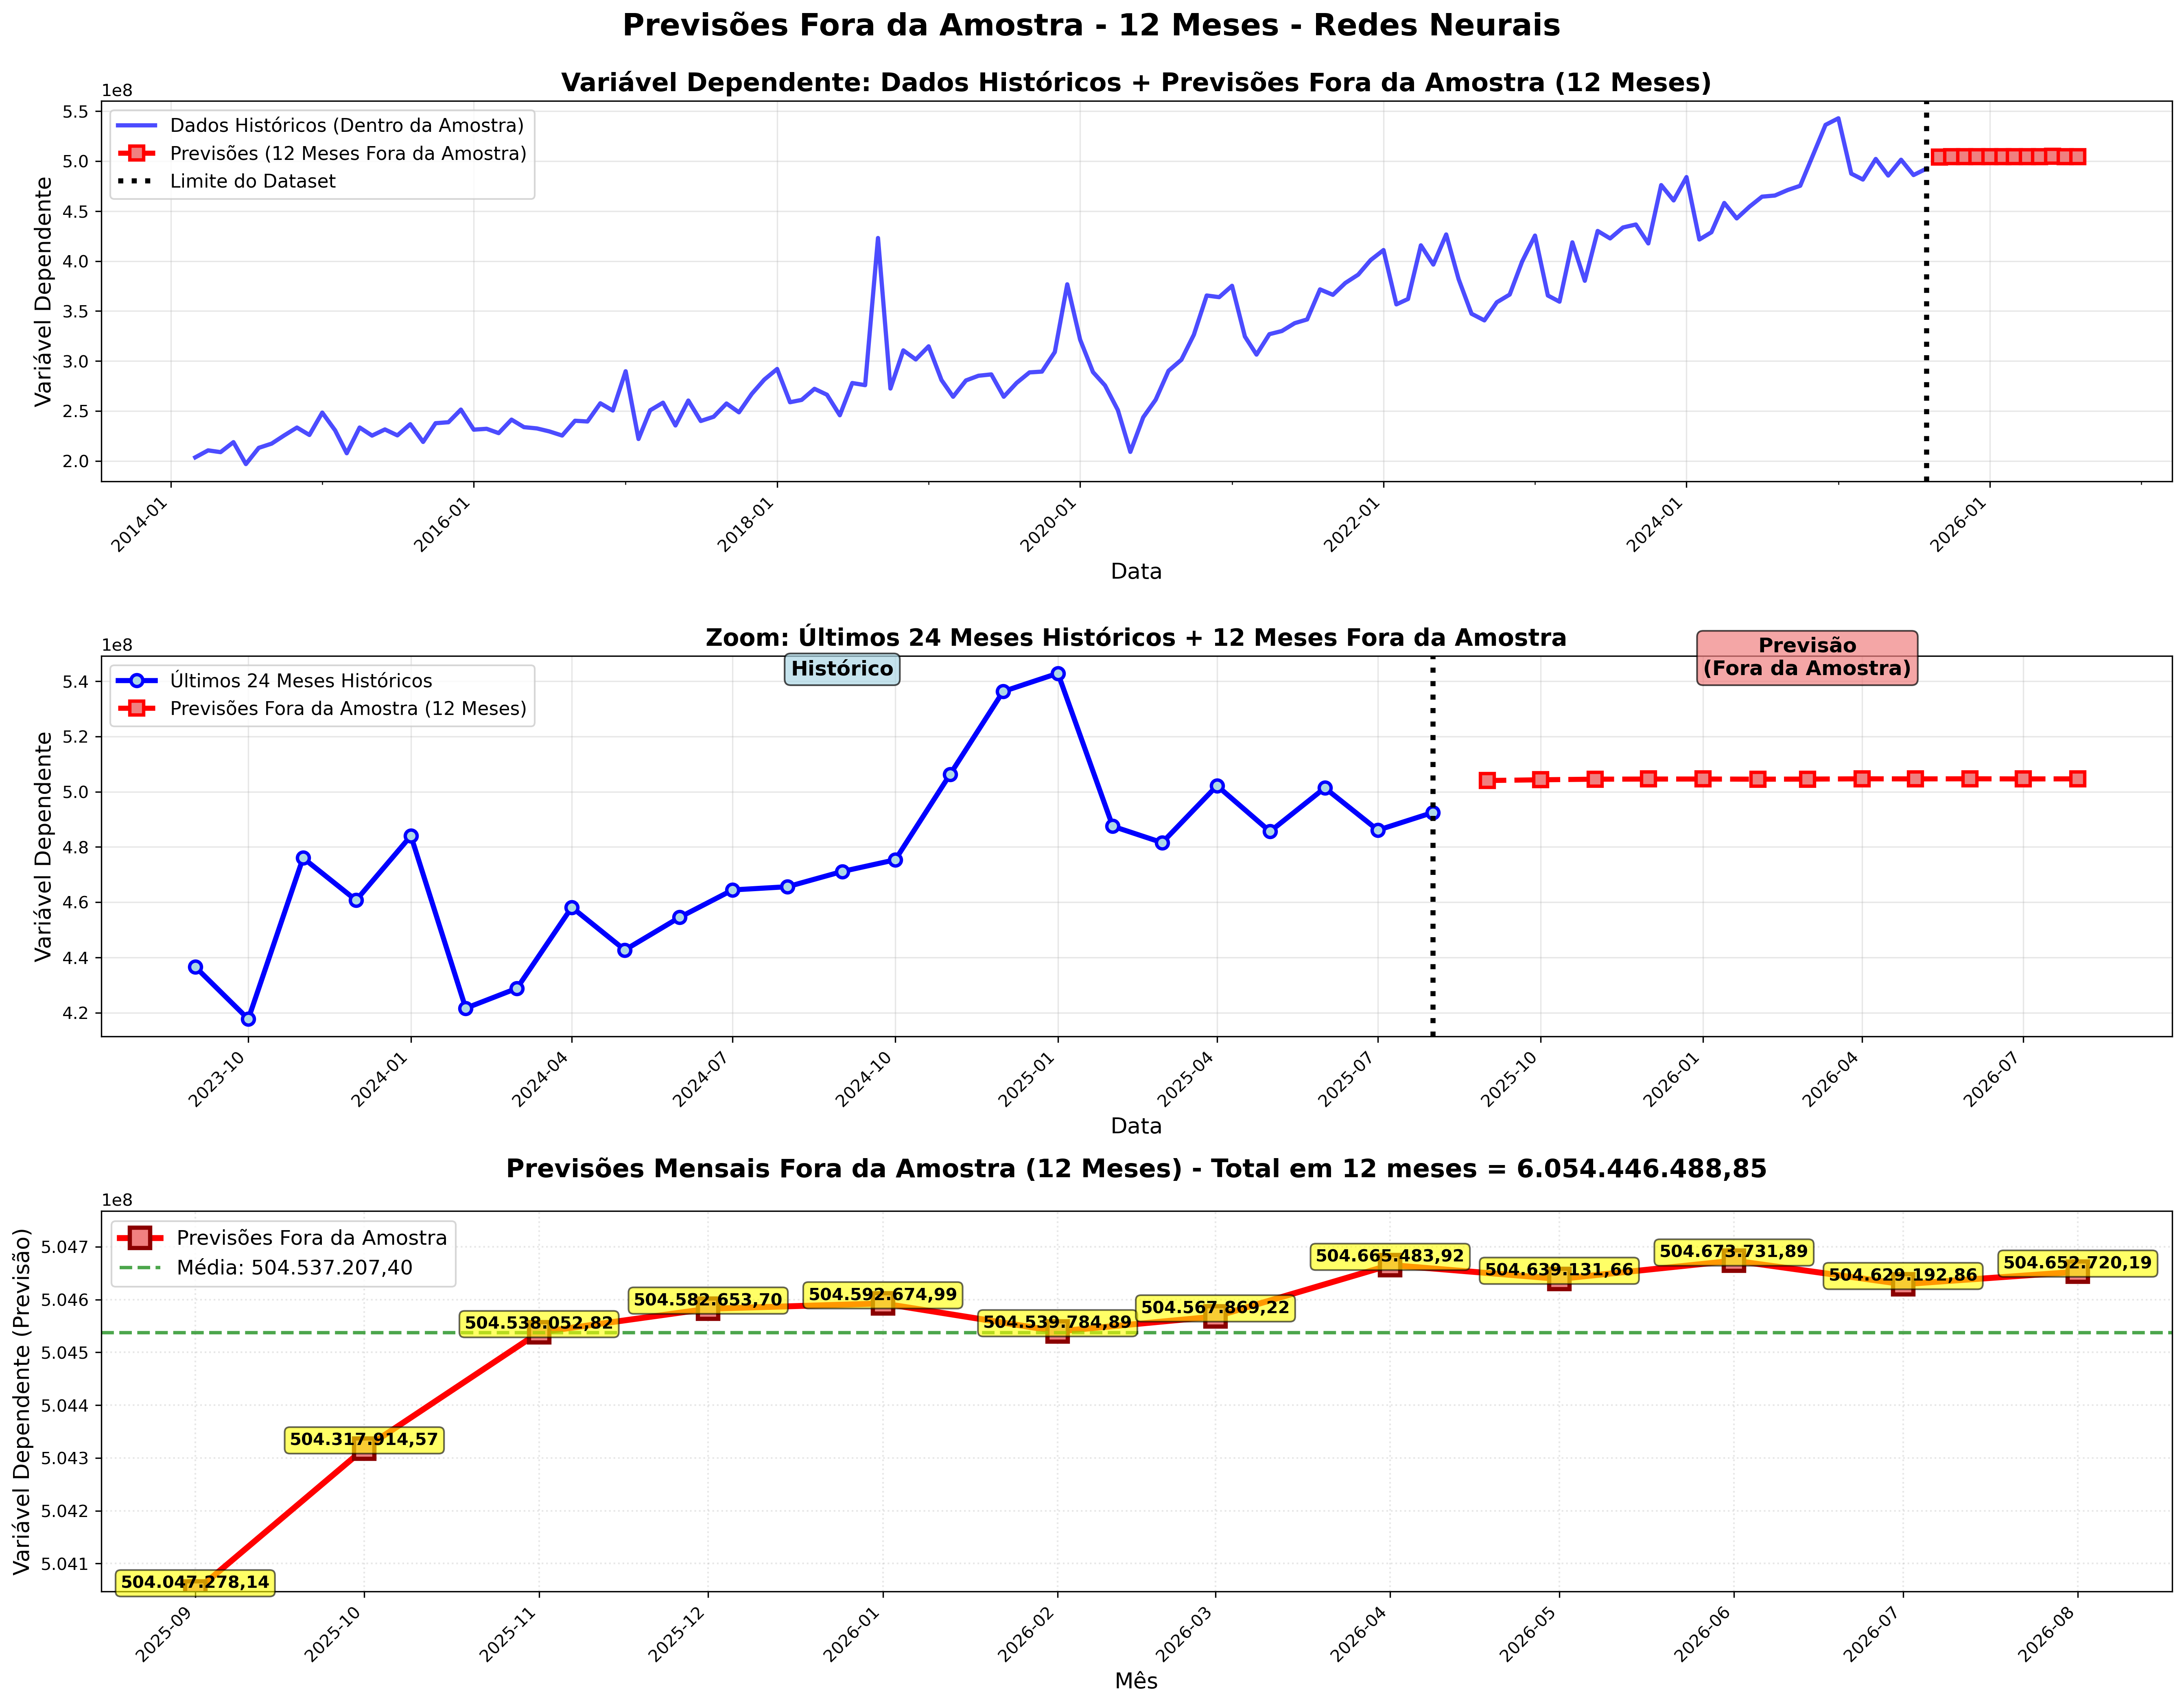 Previsões Fora da Amostra - 12 Meses - Redes Neurais
Variável Dependente: Dados Históricos + Previsões Fora da Amostra (12 Meses)
1e8
Dados Históricos (Dentro da Amostra)
Previsões (12 Meses Fora da Amostra)
Limite do Dataset
Variável Dependente
5.5
5.0
4.5
4.0
3.5
3.0
2.5
2.0
2014-01
2016-01
2018-01
2020-01
2022-01
2024-01
2026-01
Data
Zoom: Últimos 24 Meses Históricos + 12 Meses Fora da Amostra
1e8
Últimos 24 Meses Históricos
Previsões Fora da Amostra (12 Meses)
Histórico
Previsão
(Fora da Amostra)
Variável Dependente
5.4
5.2
5.0
4.8
4.6
4.4
4.2
2023-10
2024-01
2024-04
2024-07
2024-10
2025-01
2025-04
2025-07
2025-10
2026-01
2026-04
2026-07
Data
Previsões Mensais Fora da Amostra (12 Meses) - Total em 12 meses = 6.054.446.488,85
1e8
Previsões Fora da Amostra
Média: 504.537.207,40
Variável Dependente (Previsão)
5.047
5.046
5.045
5.044
5.043
5.042
5.041
504.047.278,14
504.317.914,57
504.538.052,82
504.582.653,70
504.592.674,99
504.539.784,89
504.567.869,22
504.665.483,92
504.639.131,66
504.673.731,89
504.629.192,86
504.652.720,19
2025-09
2025-10
2025-11
2025-12
2026-01
2026-02
2026-03
2026-04
2026-05
2026-06
2026-07
2026-08
Mês